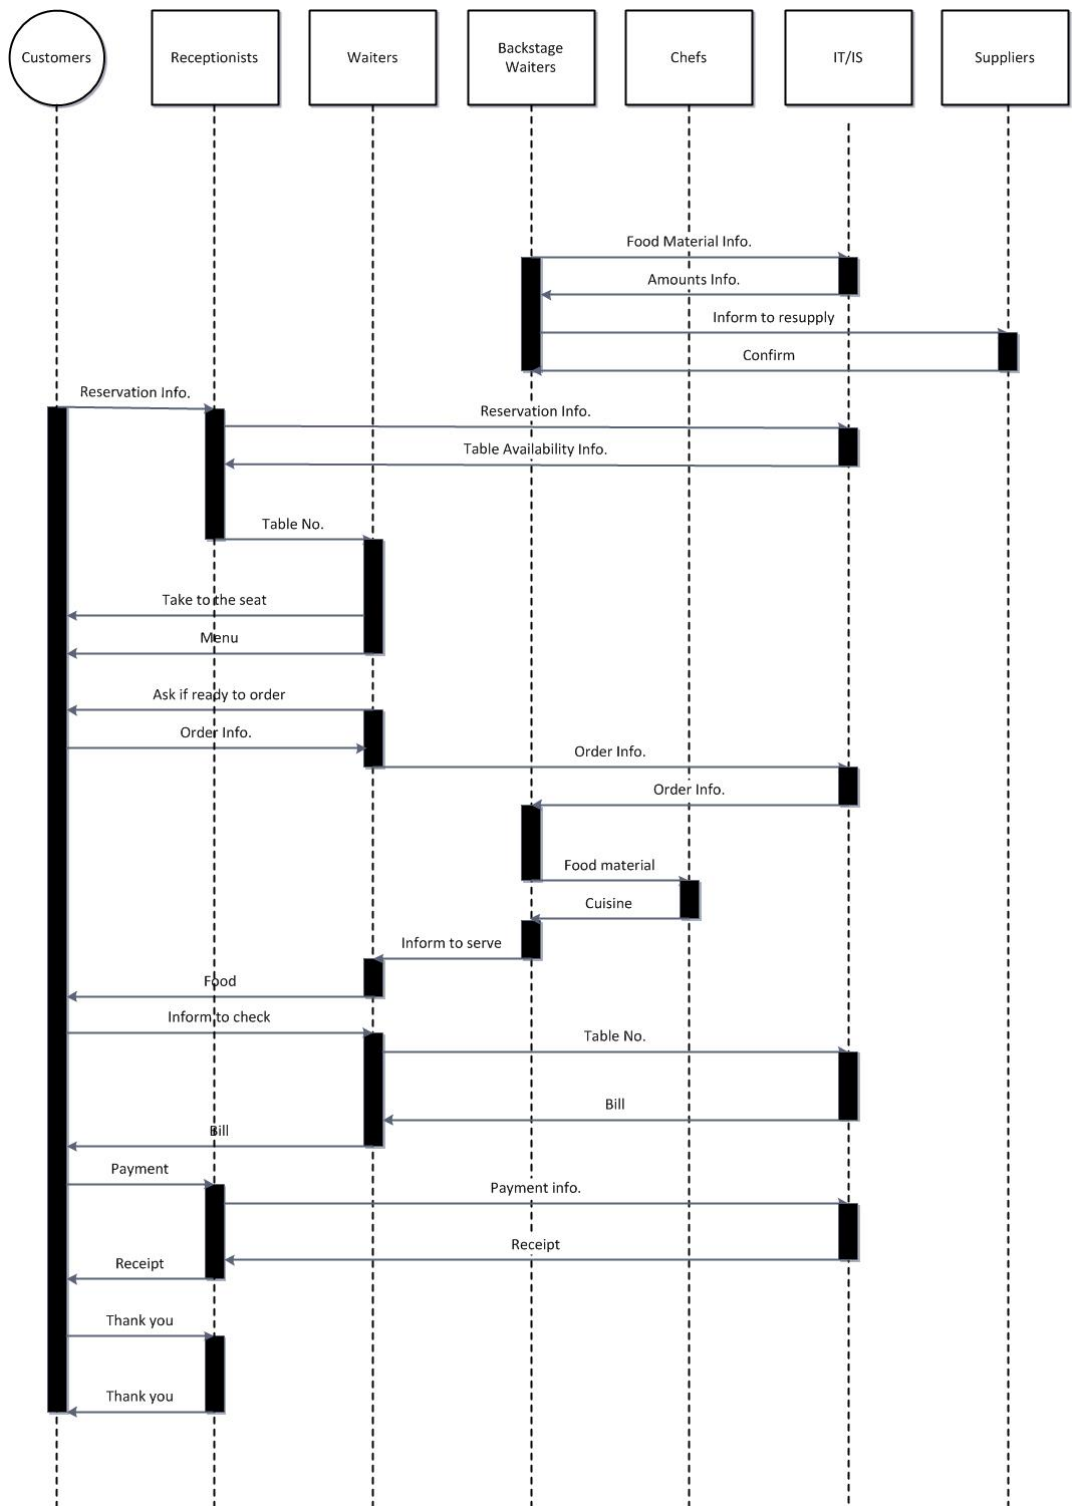 Customers
Receptionists
Waiters
Backstage
Waiters
Chefs
IT/IS
Suppliers
Food Material Info.
Amounts Info.
Inform to resupply
Confirm
Reservation Info.
Reservation Info.
Table Availability Info.
Table No.
Take to the seat
Menu
Ask if ready to order
Order Info.
Order Info.
Order Info.
Food material
Cuisine
Inform to serve
Food
Inform to check
Table No.
Bill
Bill
Payment
Payment info.
Receipt
Receipt
Thank you
Thank you